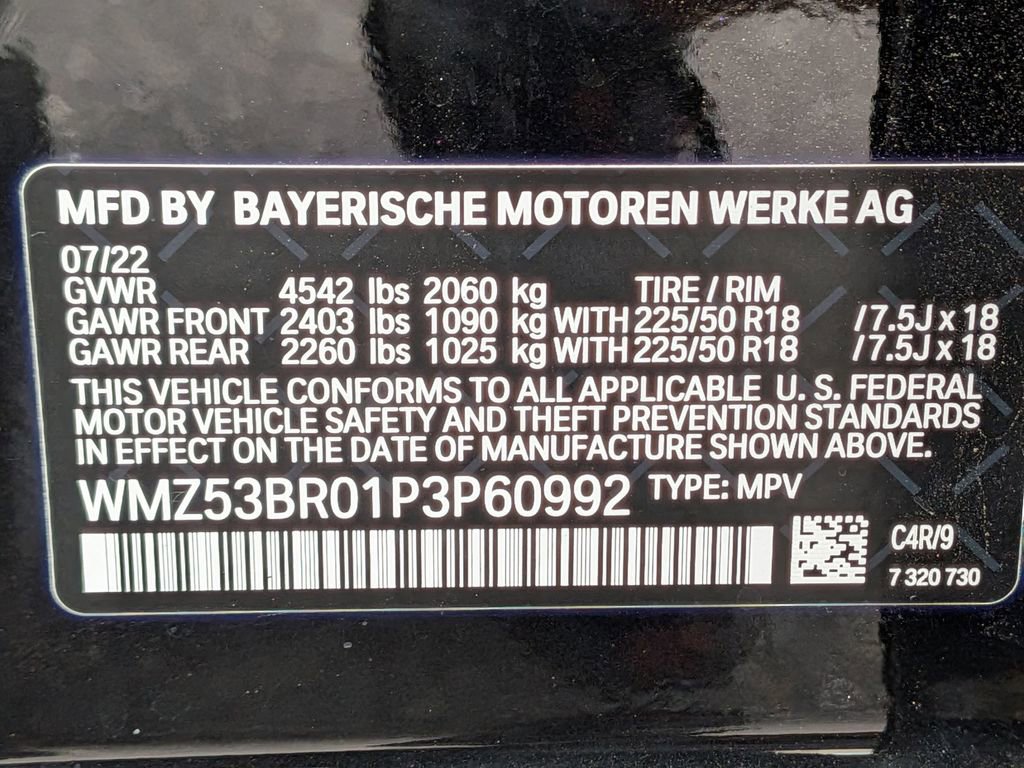 MFD BY BAYERISCHE MOTOREN WERKE AG
07/22
GVWR 4542 lbs 2060 kg TIRE / RIM
GAWR FRONT 2403 lbs 1090 kg WITH 225/50 R18 /7.5J x 18
GAWR REAR 2260 lbs 1025 kg WITH 225/50 R18 /7.5J x 18
THIS VEHICLE CONFORMS TO ALL APPLICABLE U. S. FEDERAL
MOTOR VEHICLE SAFETY AND THEFT PREVENTION STANDARDS
IN EFFECT ON THE DATE OF MANUFACTURE SHOWN ABOVE.
WMZ53BR01P3P60992 TYPE: MPV
C4R/9
7 320 730